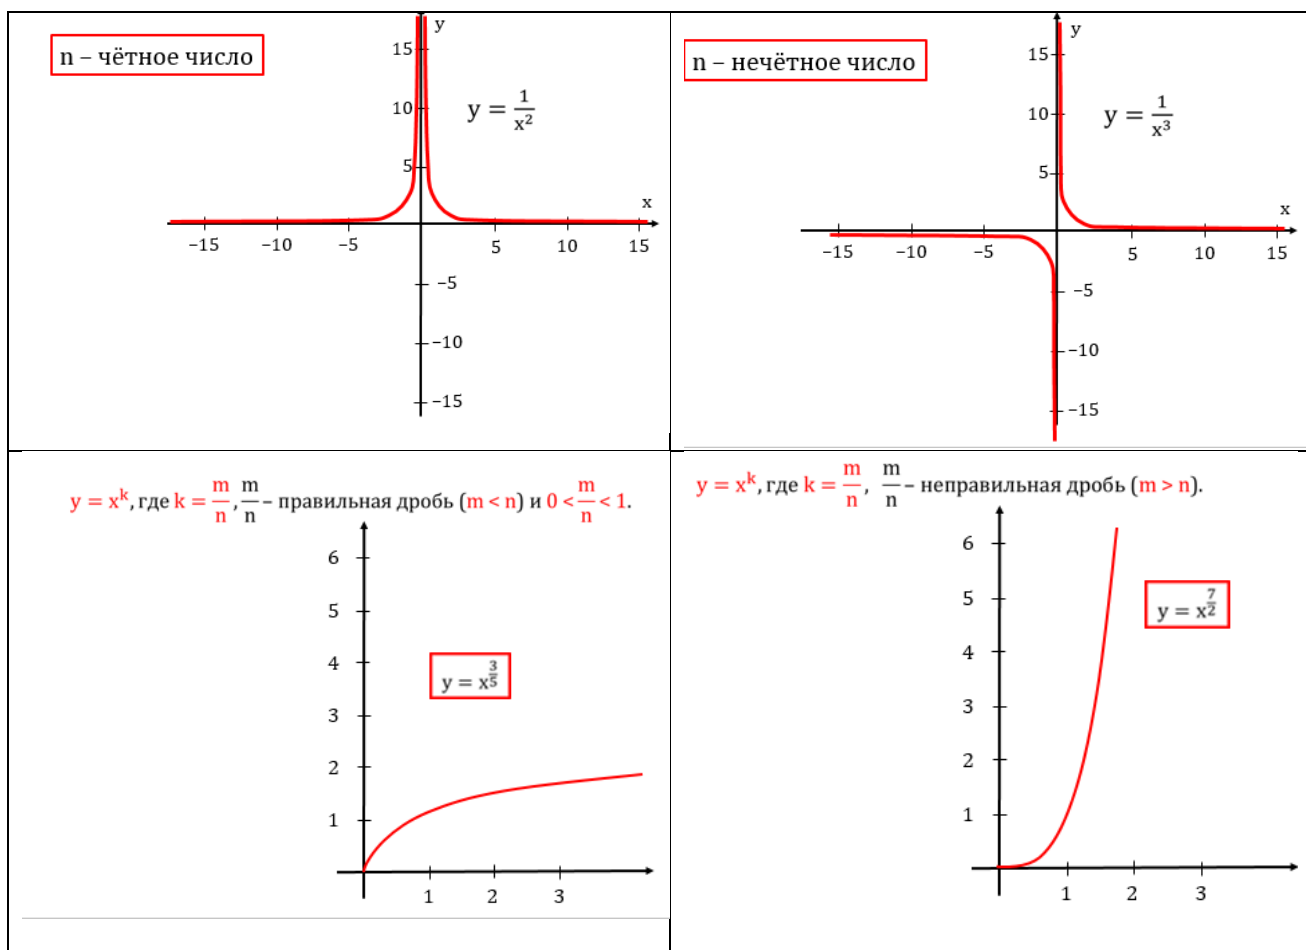 n – чётное число
y = 1/x²
y
x
15
10
5
−5
−10
−15
−15 −10 −5 5 10 15
n – нечётное число
y = 1/x³
y
x
15
10
5
−5
−10
−15
−15 −10 −5 5 10 15
y = xᵏ, где k = m/n, m/n – правильная дробь (m < n) и 0 < m/n < 1.
6
5
4
3
2
1
1 2 3
y = x^(3/5)
y = xᵏ, где k = m/n, m/n – неправильная дробь (m > n).
6
5
4
3
2
1
1 2 3
y = x^(7/2)